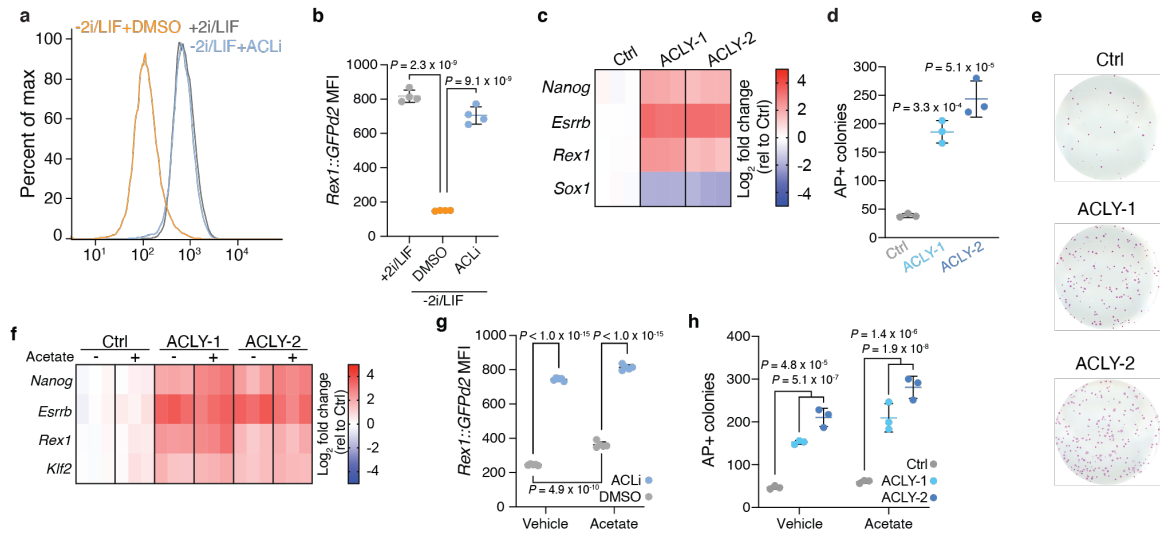 a
-2i/LIF+DMSO +2i/LIF
-2i/LIF+ACLi
100
80
60
40
20
0
Percent of max
10¹ 10² 10³ 10⁴
b
P = 2.3 x 10⁻⁹
P = 9.1 x 10⁻⁹
1000
800
600
400
200
0
Rex1::GFPd2 MFI
+2i/LIF
DMSO
ACLi
-2i/LIF
c
Ctrl
ACLY-1
ACLY-2
Nanog
Esrrb
Rex1
Sox1
4
2
0
-2
-4
Log₂ fold change
(rel to Ctrl)
d
P = 5.1 x 10⁻⁵
P = 3.3 x 10⁻⁴
300
250
200
150
100
50
0
AP+ colonies
Ctrl
ACLY-1
ACLY-2
e
Ctrl
ACLY-1
ACLY-2
f
Ctrl ACLY-1 ACLY-2
Acetate - + - + - +
Nanog
Esrrb
Rex1
Klf2
4
2
0
-2
-4
Log₂ fold change
(rel to Ctrl)
g
P < 1.0 x 10⁻¹⁵ P < 1.0 x 10⁻¹⁵
1000
800
600
400
200
0
Rex1::GFPd2 MFI
P = 4.9 x 10⁻¹⁰
ACLi
DMSO
Vehicle Acetate
h
P = 1.4 x 10⁻⁶
P = 1.9 x 10⁻⁸
P = 4.8 x 10⁻⁵
P = 5.1 x 10⁻⁷
400
300
200
100
0
AP+ colonies
Ctrl
ACLY-1
ACLY-2
Vehicle Acetate